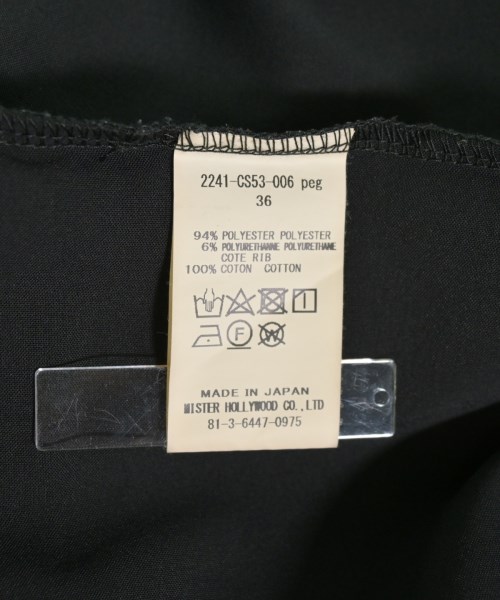 2241-CS53-006 peg
36
94% POLYESTER POLYESTER
6% POLYURETHANNE POLYURETHANE
COTE RIB
100% COTON COTTON
F
W
MADE IN JAPAN
MISTER HOLLYWOOD CO.,LTD
81-3-6447-0975